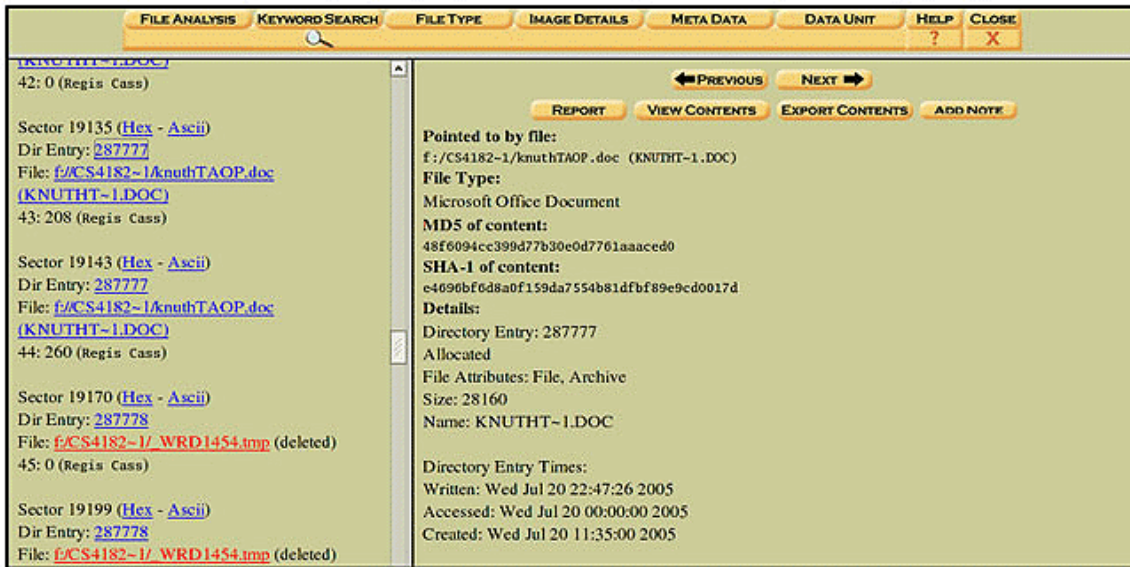 FILE ANALYSIS KEYWORD SEARCH FILE TYPE IMAGE DETAILS META DATA DATA UNIT HELP CLOSE
? X
(KNUTHT~1.DOC)
42: 0 (Regis Cass)
Sector 19135 (Hex - Ascii)
Dir Entry: 287777
File: f://CS4182~1/knuthTAOP.doc
(KNUTHT~1.DOC)
43: 208 (Regis Cass)
Sector 19143 (Hex - Ascii)
Dir Entry: 287777
File: f://CS4182~1/knuthTAOP.doc
(KNUTHT~1.DOC)
44: 260 (Regis Cass)
Sector 19170 (Hex - Ascii)
Dir Entry: 287778
File: f:/CS4182~1/_WRD1454.tmp (deleted)
45: 0 (Regis Cass)
Sector 19199 (Hex - Ascii)
Dir Entry: 287778
File: f:/CS4182~1/_WRD1454.tmp (deleted)
PREVIOUS NEXT
REPORT VIEW CONTENTS EXPORT CONTENTS ADD NOTE
Pointed to by file:
f:/CS4182~1/knuthTAOP.doc (KNUTHT~1.DOC)
File Type:
Microsoft Office Document
MD5 of content:
48f6094cc399d77b30e0d7761aaaced0
SHA-1 of content:
e4696bf6d8a0f159da7554b81dfbf89e9cd0017d
Details:
Directory Entry: 287777
Allocated
File Attributes: File, Archive
Size: 28160
Name: KNUTHT~1.DOC
Directory Entry Times:
Written: Wed Jul 20 22:47:26 2005
Accessed: Wed Jul 20 00:00:00 2005
Created: Wed Jul 20 11:35:00 2005